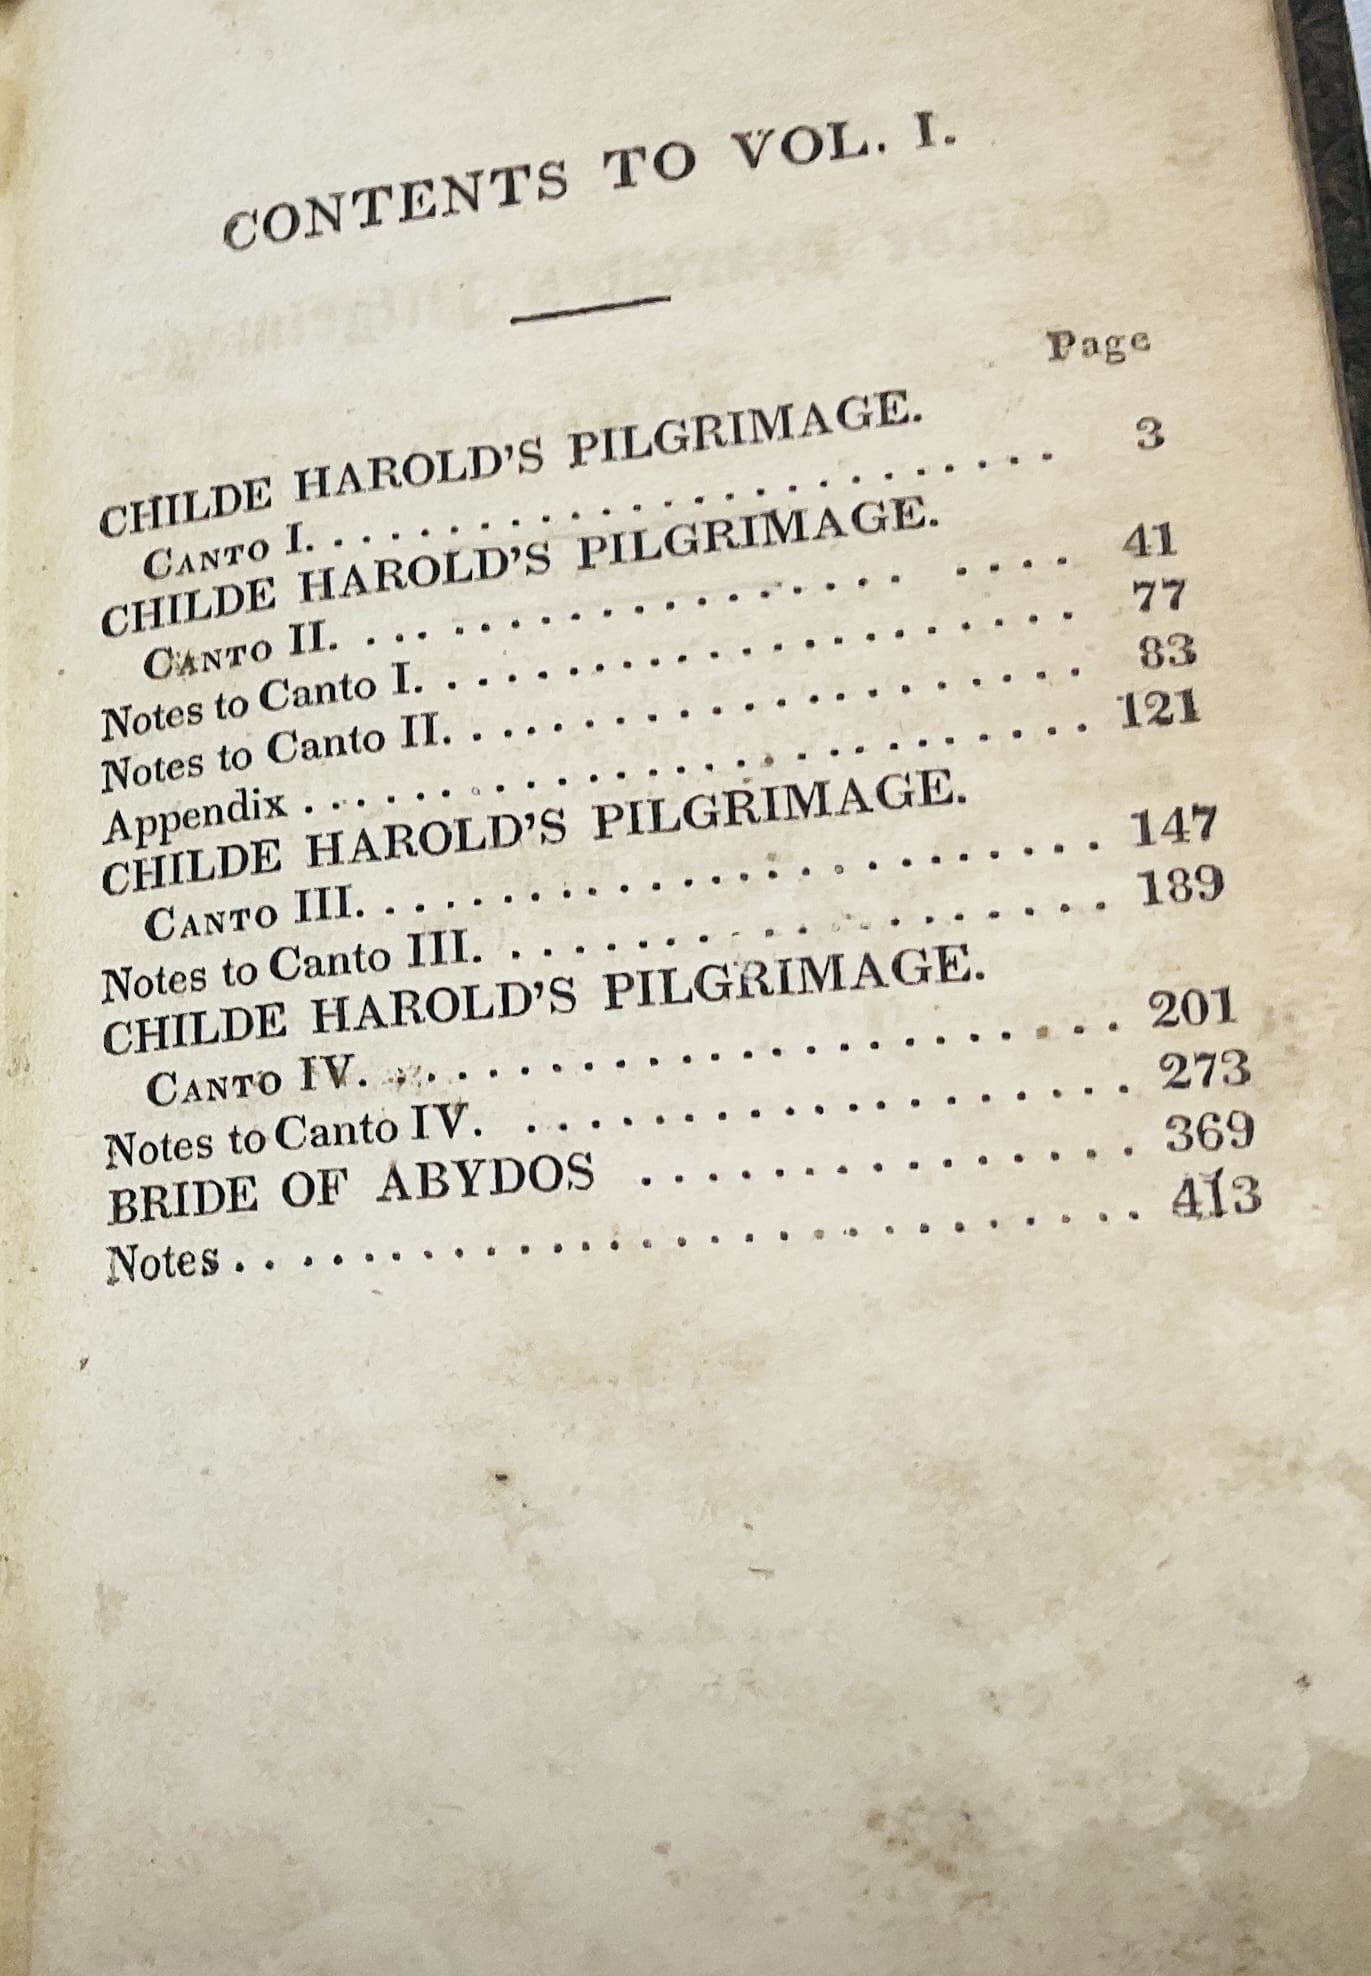 CONTENTS TO VOL. I.
Page
CHILDE HAROLD'S PILGRIMAGE.
CANTO I. . . . . . . . . . . . . . . . . . . . . . . . . . 3
CHILDE HAROLD'S PILGRIMAGE.
CANTO II. . . . . . . . . . . . . . . . . . . . . . . . . 41
Notes to Canto I. . . . . . . . . . . . . . . . . . . . . . . 77
Notes to Canto II. . . . . . . . . . . . . . . . . . . . . . 83
Appendix . . . . . . . . . . . . . . . . . . . . . . . . . . . 121
CHILDE HAROLD'S PILGRIMAGE.
CANTO III. . . . . . . . . . . . . . . . . . . . . . . . . 147
Notes to Canto III. . . . . . . . . . . . . . . . . . . . . 189
CHILDE HAROLD'S PILGRIMAGE.
CANTO IV. . . . . . . . . . . . . . . . . . . . . . . . . 201
Notes to Canto IV. . . . . . . . . . . . . . . . . . . . . 273
BRIDE OF ABYDOS . . . . . . . . . . . . . . . . 369
Notes . . . . . . . . . . . . . . . . . . . . . . . . . . . . . 413